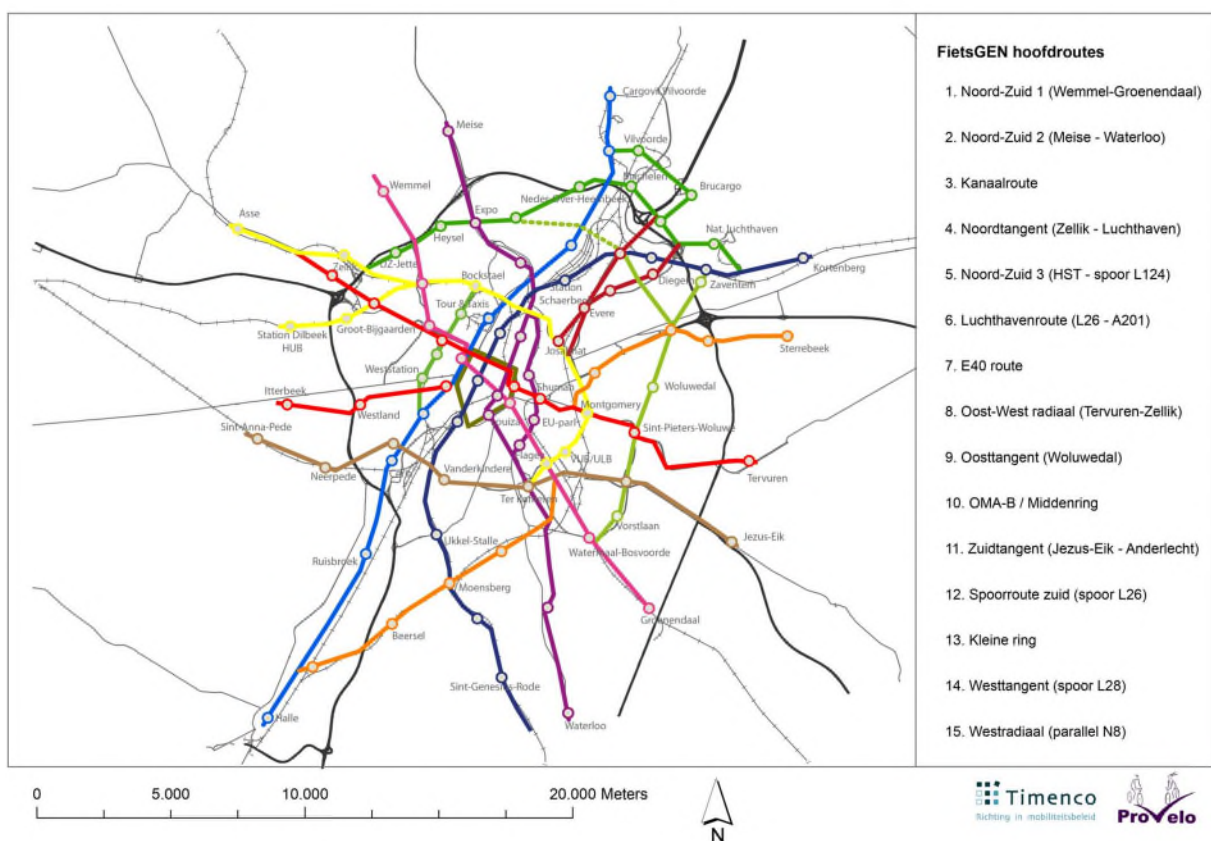 Cargovil Vilvoorde
Meise
Vilvoorde
Wemmel
Machelen
Brucargo
Neder-Over-Heembeek
Asse
Expo
Heysel
Nat. luchthaven
Zellik
UZ-Jette
Bockstael
Station
Schaerbeek
Diegem
Zaventem
Kortenberg
Tour & Taxis
Evere
Station Dilbeek
HUB
Groot-Bijgaarden
Josaphat
Sterrebeek
Weststation
Itterbeek
Shuman
Woluwedal
Westland
Montgomery
Louiza
EU-park
Sint-Anna-Pede
Sint-Pieters-Woluwe
Flagey
VUB/ULB
Neerpede
Vanderkindere
Tervuren
Ter Kameren
Vorstlaan
Ukkel-Stalle
Watermaal-Bosvoorde
Jezus-Eik
Ruisbroek
Moensberg
Groenendaal
Beersel
Sint-Genesius-Rode
Halle
Waterloo
FietsGEN hoofdroutes
1. Noord-Zuid 1 (Wemmel-Groenendaal)
2. Noord-Zuid 2 (Meise - Waterloo)
3. Kanaalroute
4. Noordtangent (Zellik - Luchthaven)
5. Noord-Zuid 3 (HST - spoor L124)
6. Luchthavenroute (L26 - A201)
7. E40 route
8. Oost-West radiaal (Tervuren-Zellik)
9. Oosttangent (Woluwedal)
10. OMA-B / Middenring
11. Zuidtangent (Jezus-Eik - Anderlecht)
12. Spoorroute zuid (spoor L26)
13. Kleine ring
14. Westtangent (spoor L28)
15. Westradiaal (parallel N8)
0 5.000 10.000 20.000 Meters
N
Timenco
Richting in mobiliteitsbeleid
ProVelo